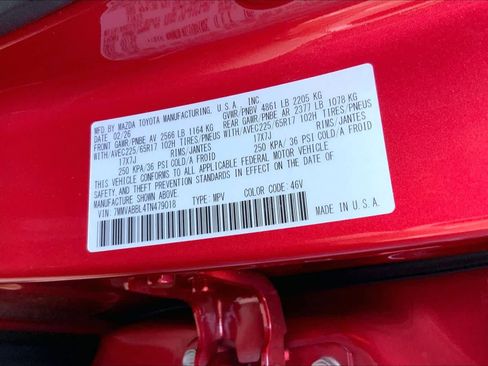 MFD. BY MAZDA TOYOTA MANUFACTURING, U.S.A., INC
02/26 GVWR/PNBV 4861 LB 2205 KG
FRONT GAWR/PNBE AV 2566 LB 1164 KG REAR GAWR/PNBE AR 2377 LB 1078 KG
WITH/AVEC225/65R17 102H TIRES/PNEUS WITH/AVEC225/65R17 102H TIRES/PNEUS
17X7J RIMS/JANTES 17X7J RIMS/JANTES
250 KPA/36 PSI COLD/A FROID 250 KPA/36 PSI COLD/A FROID
THIS VEHICLE CONFORMS TO ALL APPLICABLE FEDERAL MOTOR VEHICLE
SAFETY, AND THEFT PREVENTION STANDARDS IN EFFECT ON THE DATE OF
MANUFACTURE SHOWN ABOVE.
VIN: 7MMVABBL4TN479018 TYPE: MPV COLOR CODE: 46V
MADE IN U.S.A.